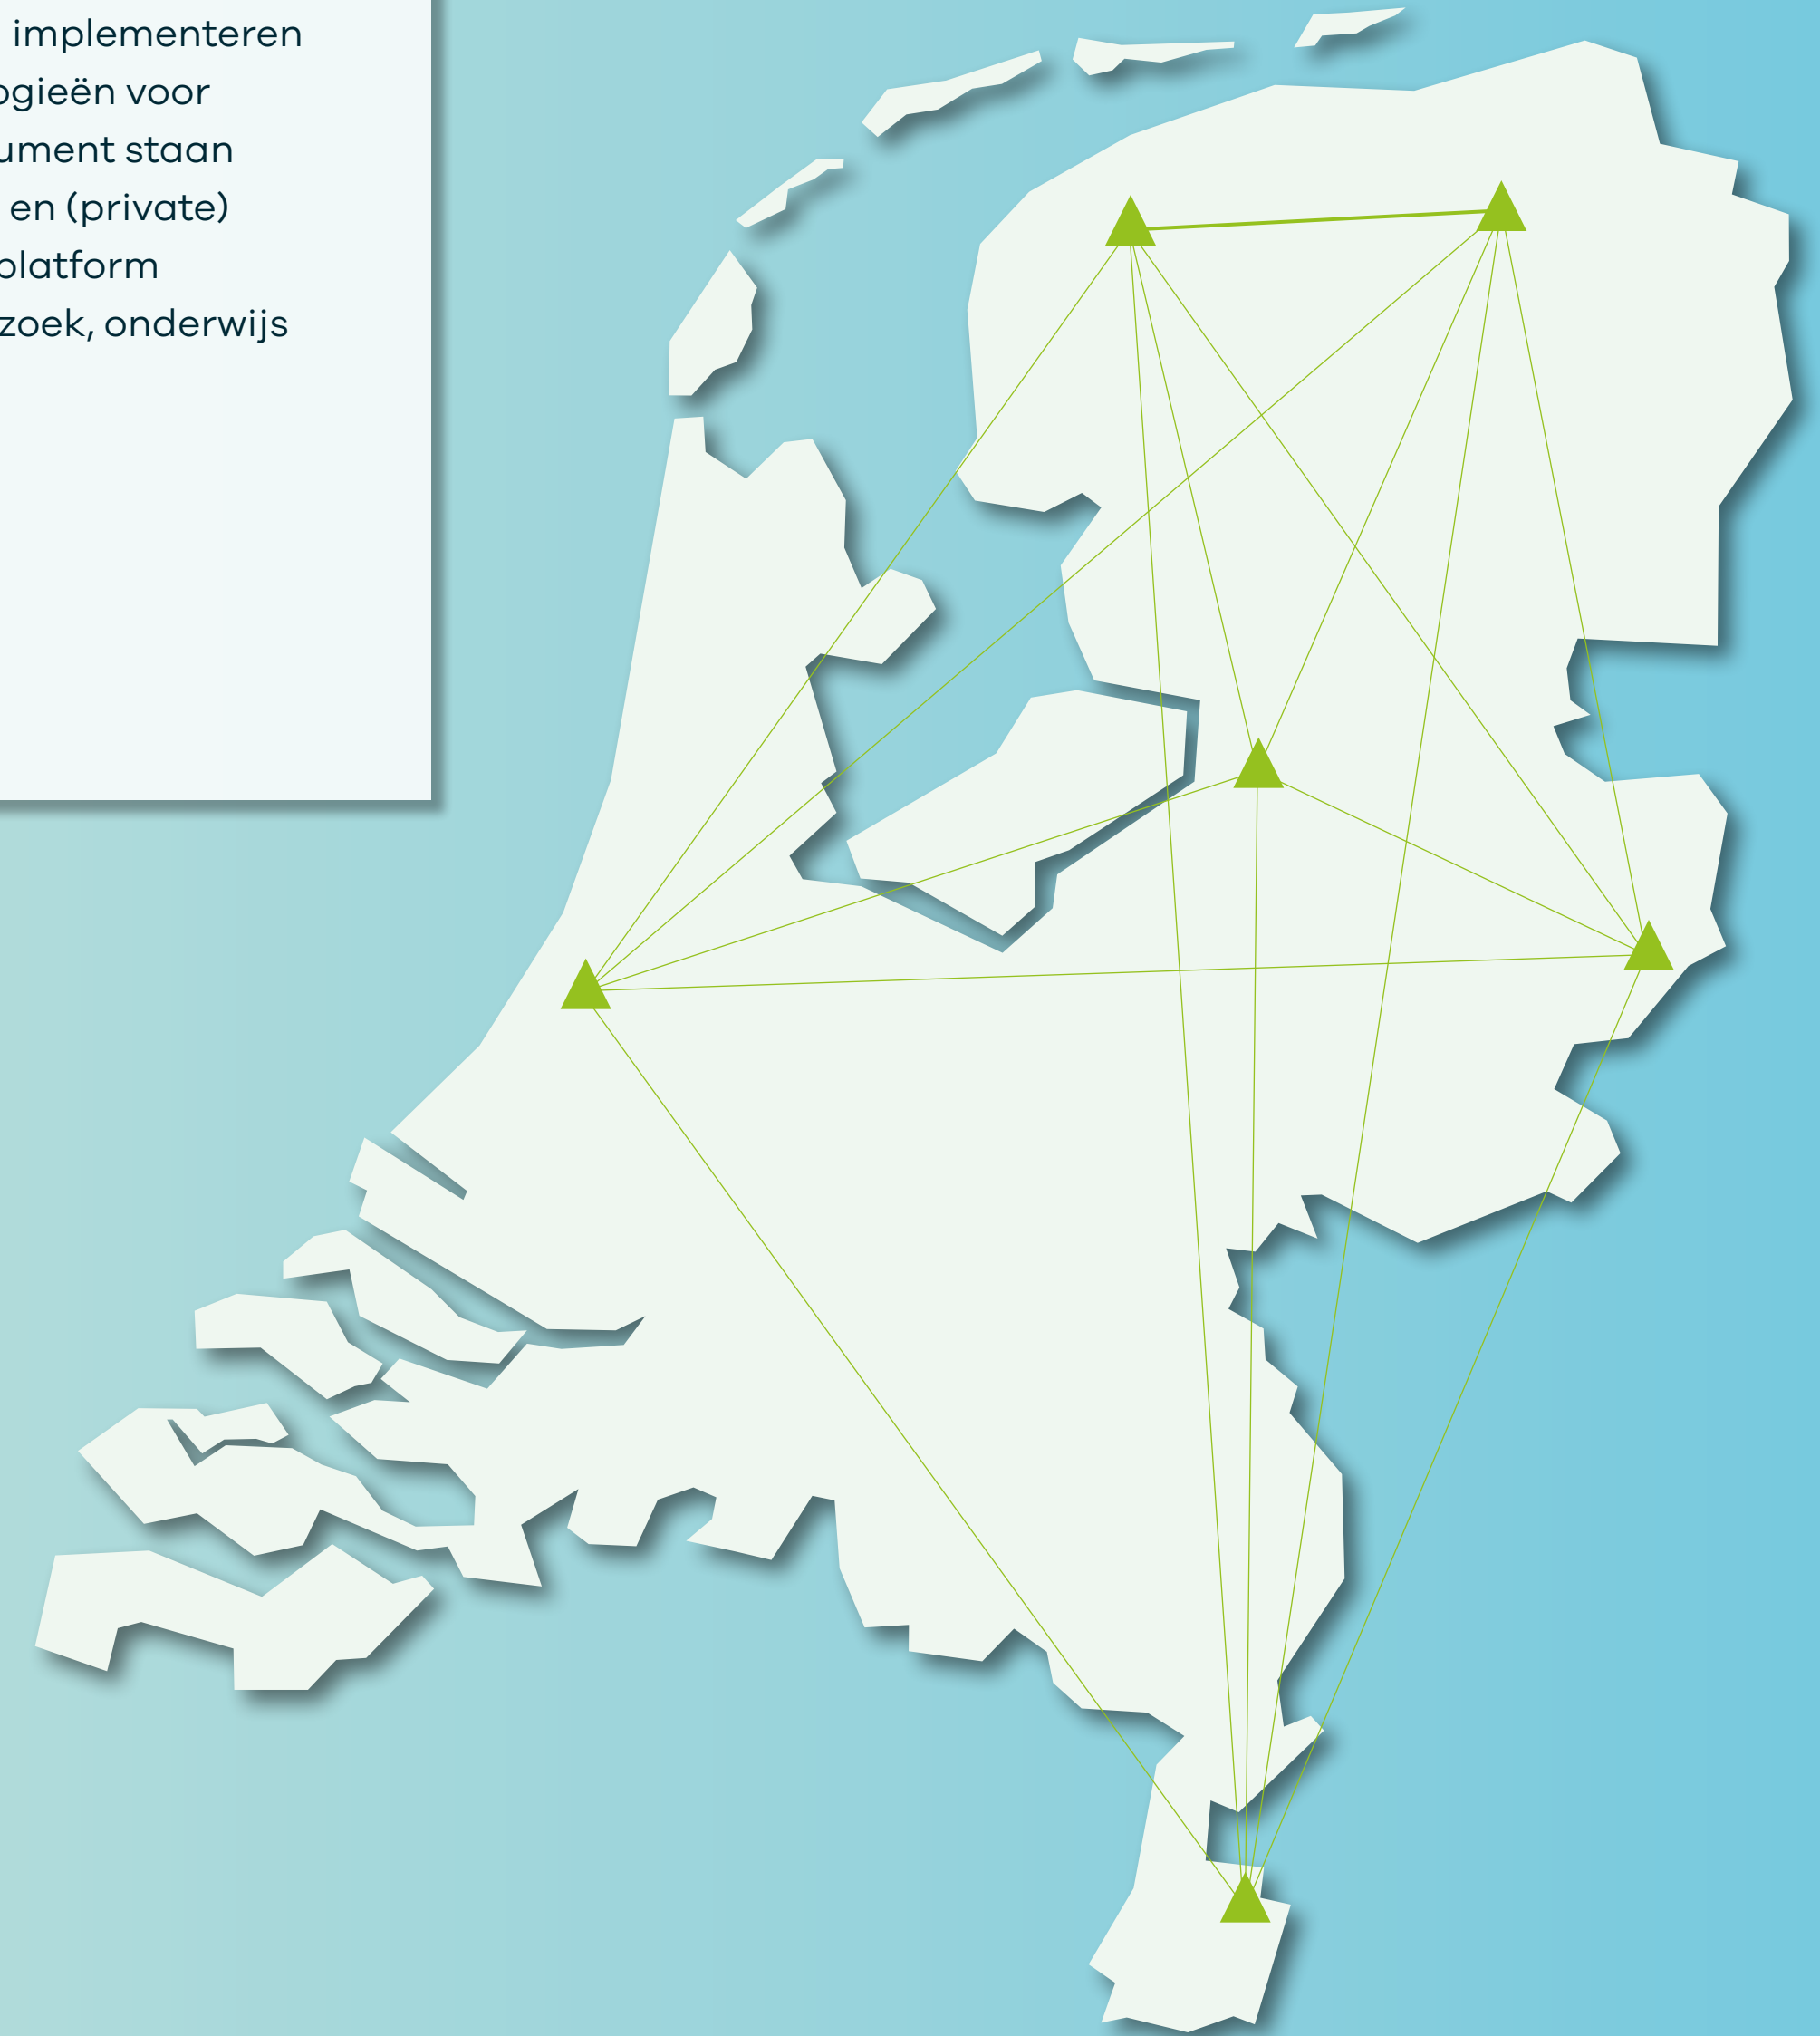 implementeren
ogieën voor
ument staan
en (private)
platform
zoek, onderwijs